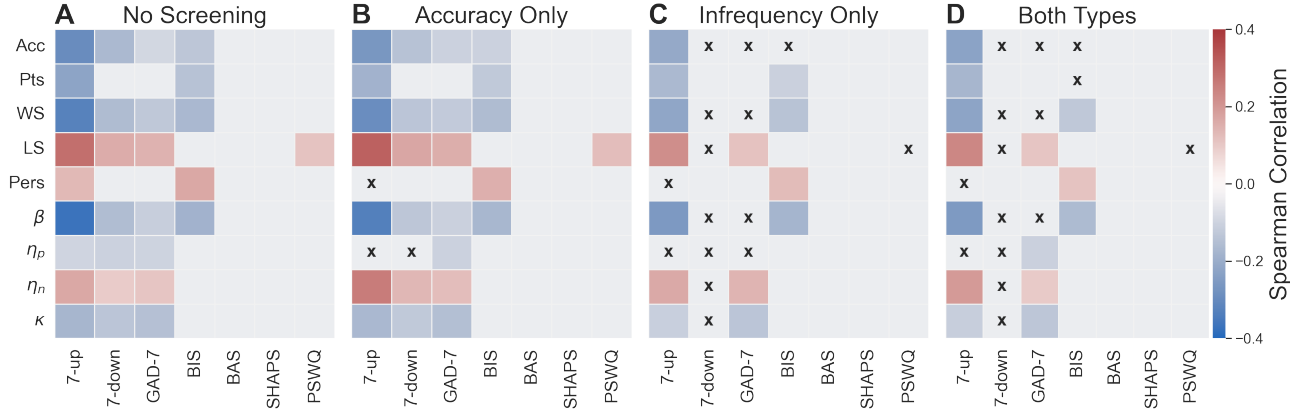 A No Screening
B Accuracy Only
C Infrequency Only
D Both Types
Acc x x x x x x
Pts x
WS x x x x
LS x x x x
Pers x x x
β x x x x
ηp x x x x x x x
ηn x x
κ x x
7-up 7-down GAD-7 BIS BAS SHAPS PSWQ
7-up 7-down GAD-7 BIS BAS SHAPS PSWQ
7-up 7-down GAD-7 BIS BAS SHAPS PSWQ
7-up 7-down GAD-7 BIS BAS SHAPS PSWQ
0.4
0.2
0.0
−0.2
−0.4
Spearman Correlation